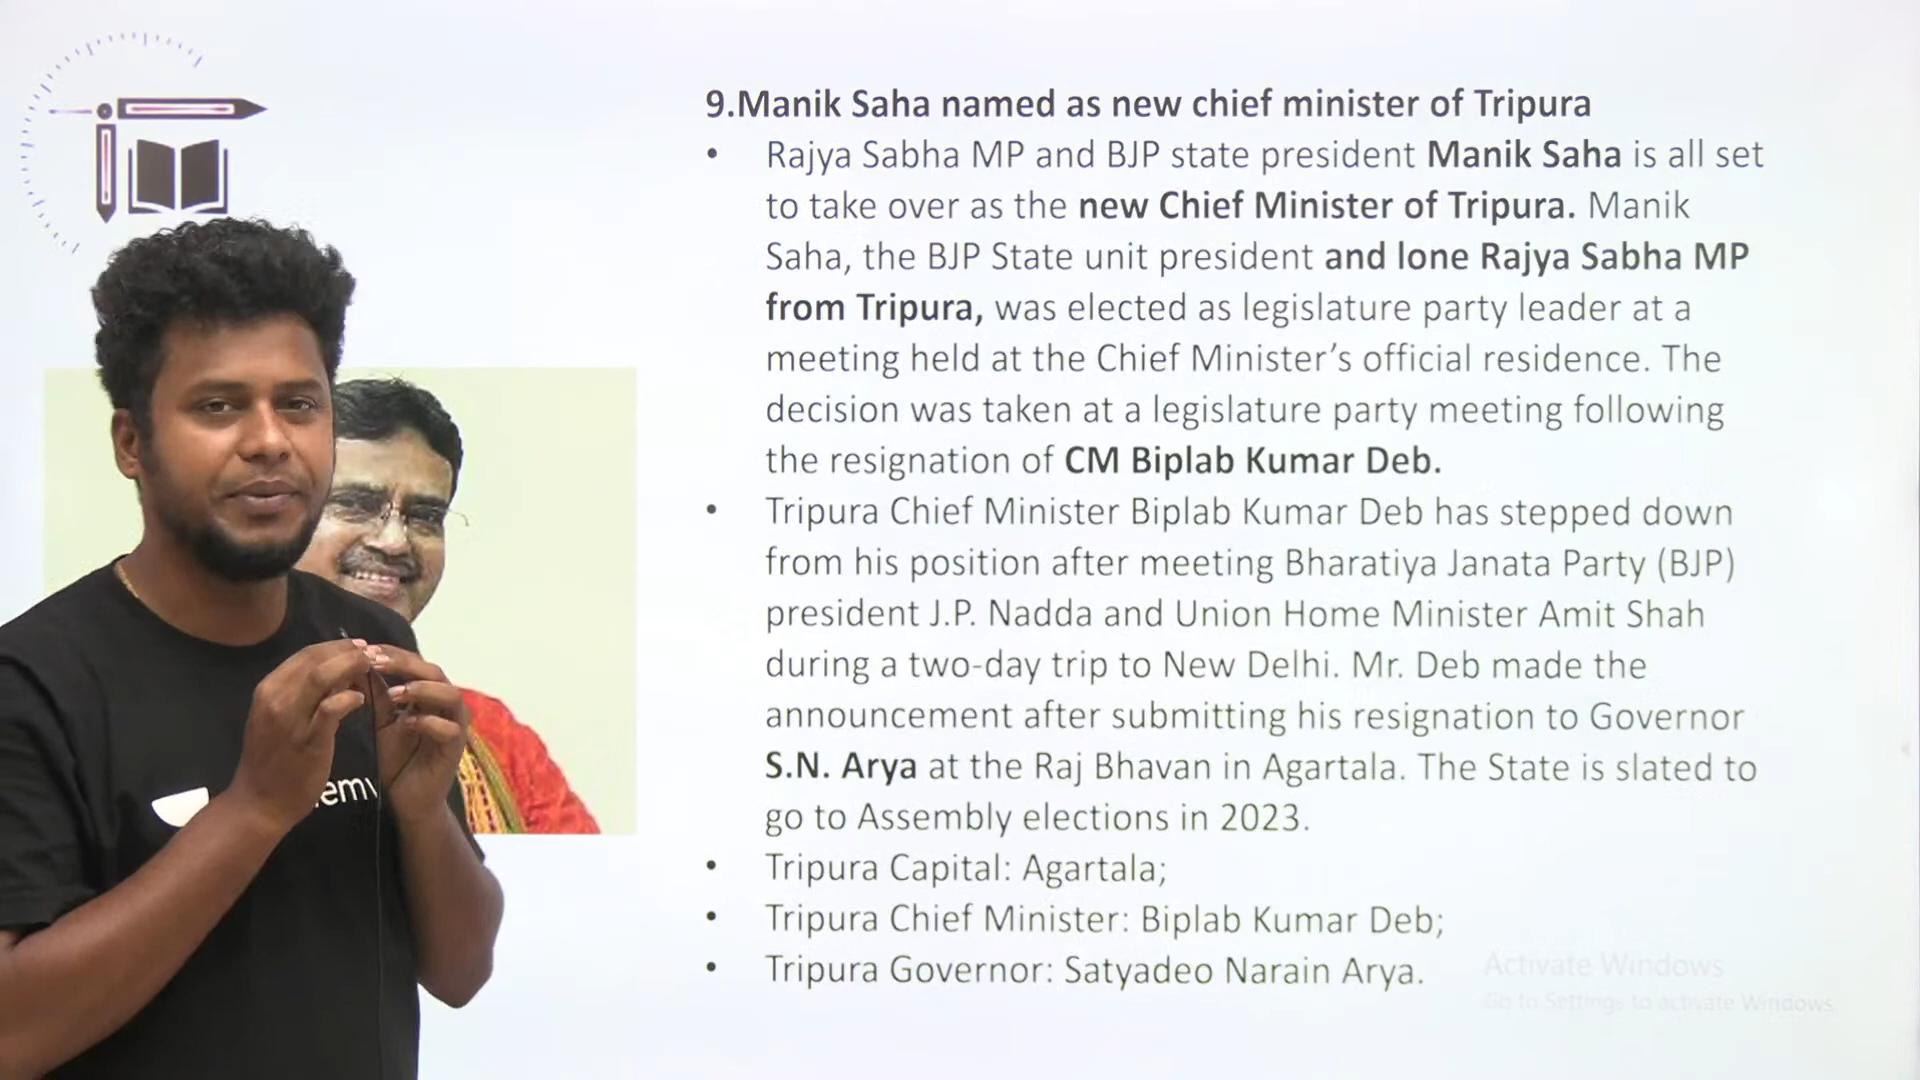 9.Manik Saha named as new chief minister of Tripura
• Rajya Sabha MP and BJP state president Manik Saha is all set
to take over as the new Chief Minister of Tripura. Manik
Saha, the BJP State unit president and lone Rajya Sabha MP
from Tripura, was elected as legislature party leader at a
meeting held at the Chief Minister’s official residence. The
decision was taken at a legislature party meeting following
the resignation of CM Biplab Kumar Deb.
• Tripura Chief Minister Biplab Kumar Deb has stepped down
from his position after meeting Bharatiya Janata Party (BJP)
president J.P. Nadda and Union Home Minister Amit Shah
during a two-day trip to New Delhi. Mr. Deb made the
announcement after submitting his resignation to Governor
S.N. Arya at the Raj Bhavan in Agartala. The State is slated to
go to Assembly elections in 2023.
• Tripura Capital: Agartala;
• Tripura Chief Minister: Biplab Kumar Deb;
• Tripura Governor: Satyadeo Narain Arya.
Activate Windows
Go to Settings to activate Windows.